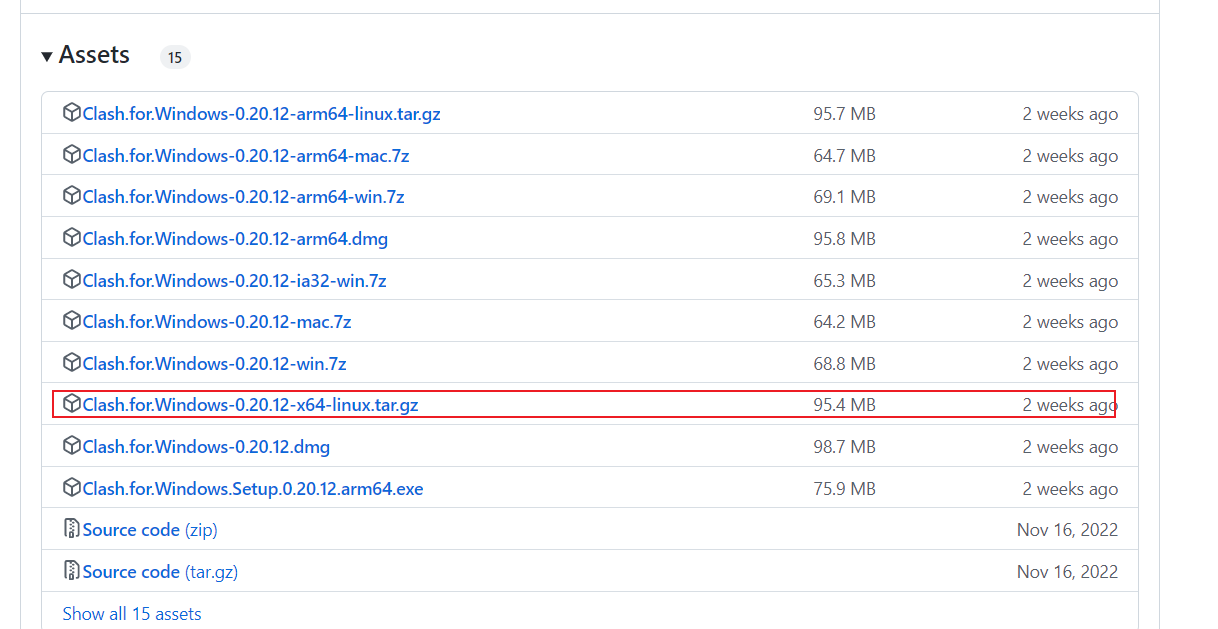 Assets 15
Clash.for.Windows-0.20.12-arm64-linux.tar.gz 95.7 MB 2 weeks ago
Clash.for.Windows-0.20.12-arm64-mac.7z 64.7 MB 2 weeks ago
Clash.for.Windows-0.20.12-arm64-win.7z 69.1 MB 2 weeks ago
Clash.for.Windows-0.20.12-arm64.dmg 95.8 MB 2 weeks ago
Clash.for.Windows-0.20.12-ia32-win.7z 65.3 MB 2 weeks ago
Clash.for.Windows-0.20.12-mac.7z 64.2 MB 2 weeks ago
Clash.for.Windows-0.20.12-win.7z 68.8 MB 2 weeks ago
Clash.for.Windows-0.20.12-x64-linux.tar.gz 95.4 MB 2 weeks ago
Clash.for.Windows-0.20.12.dmg 98.7 MB 2 weeks ago
Clash.for.Windows.Setup.0.20.12.arm64.exe 75.9 MB 2 weeks ago
Source code (zip) Nov 16, 2022
Source code (tar.gz) Nov 16, 2022
Show all 15 assets